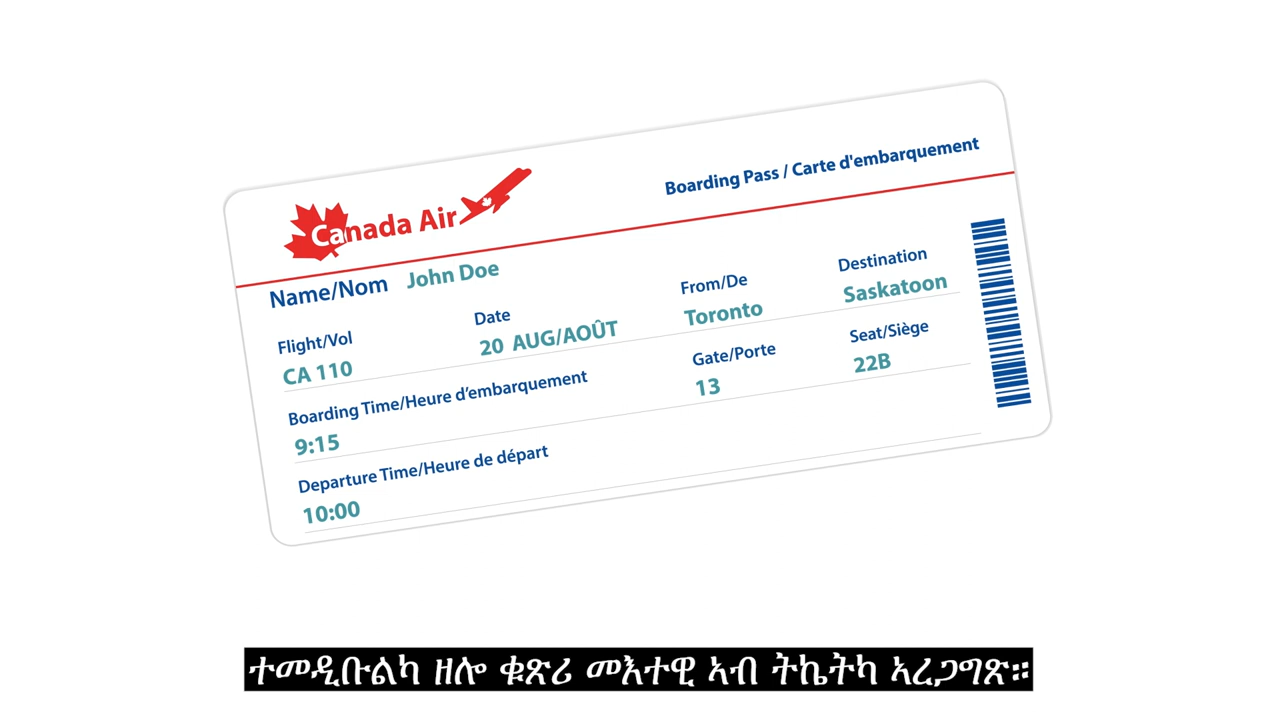 Canada Air
Boarding Pass / Carte d'embarquement
Name/Nom John Doe
Flight/Vol
CA 110
Date
20 AUG/AOÛT
From/De
Toronto
Destination
Saskatoon
Boarding Time/Heure d’embarquement
9:15
Gate/Porte
13
Seat/Siège
22B
Departure Time/Heure de départ
10:00
ተመዲቡልካ ዘሎ ቁጽሪ መእተዊ ኣብ ትኬትካ ኣረጋግጽ።